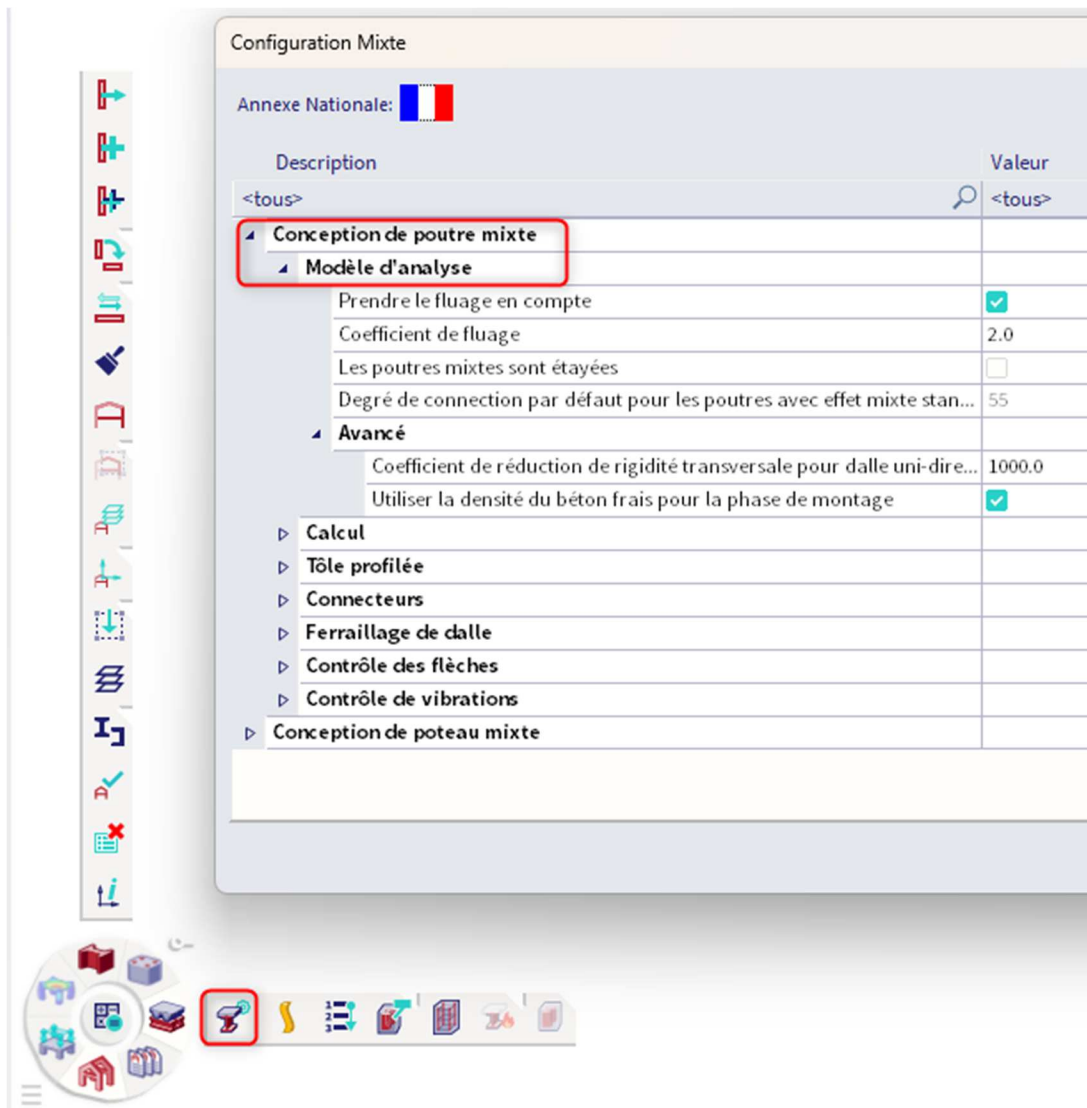 Configuration Mixte
Annexe Nationale:
Description Valeur
<tous> <tous>
Conception de poutre mixte
Modèle d'analyse
Prendre le fluage en compte
Coefficient de fluage 2.0
Les poutres mixtes sont étayées
Degré de connection par défaut pour les poutres avec effet mixte stan... 55
Avancé
Coefficient de réduction de rigidité transversale pour dalle uni-dire... 1000.0
Utiliser la densité du béton frais pour la phase de montage
Calcul
Tôle profilée
Connecteurs
Ferraillage de dalle
Contrôle des flèches
Contrôle de vibrations
Conception de poteau mixte